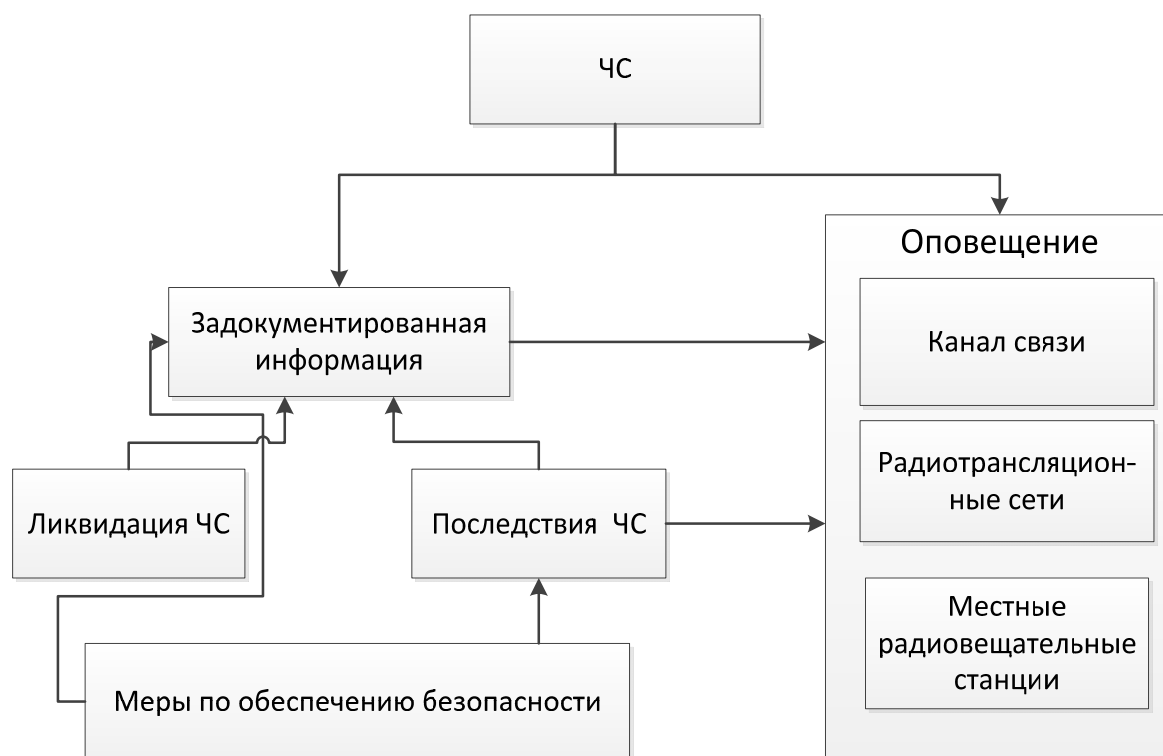 ЧС
Оповещение
Задокументированная
информация
Канал связи
Радиотрансляцион-
ные сети
Ликвидация ЧС
Последствия ЧС
Местные
радиовещательные
станции
Меры по обеспечению безопасности